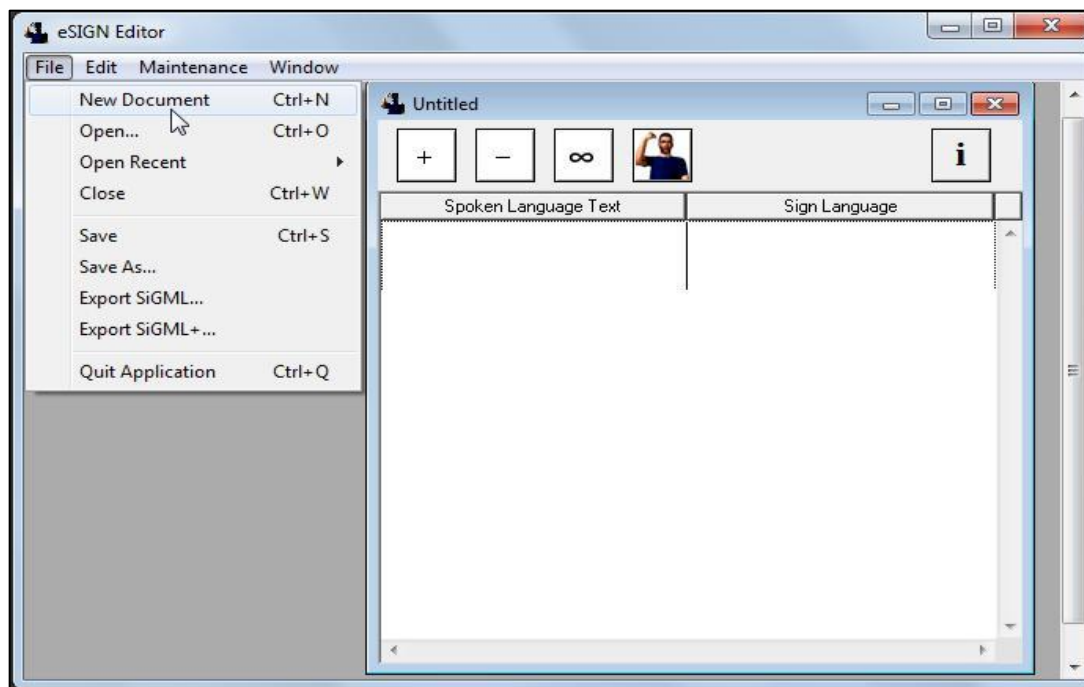 eSIGN Editor
File Edit Maintenance Window
New Document Ctrl+N
Open... Ctrl+O
Open Recent
Close Ctrl+W
Save Ctrl+S
Save As...
Export SiGML...
Export SiGML+...
Quit Application Ctrl+Q
Untitled
+ − ∞ i
Spoken Language Text Sign Language